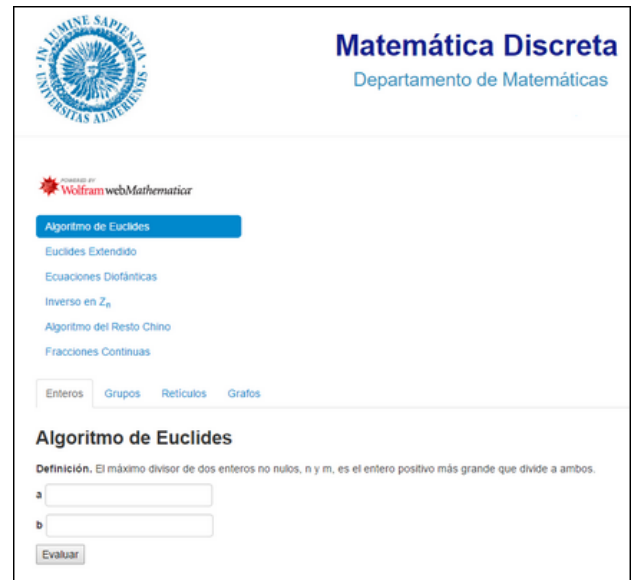 IN LUMINE SAPIENTIA
UNIVERSITAS ALMERIENSIS
Matemática Discreta
Departamento de Matemáticas
POWERED BY
Wolfram webMathematica
Algoritmo de Euclides
Euclides Extendido
Ecuaciones Diofánticas
Inverso en Zn
Algoritmo del Resto Chino
Fracciones Continuas
Enteros Grupos Retículos Grafos
Algoritmo de Euclides
Definición. El máximo divisor de dos enteros no nulos, n y m, es el entero positivo más grande que divide a ambos.
a
b
Evaluar